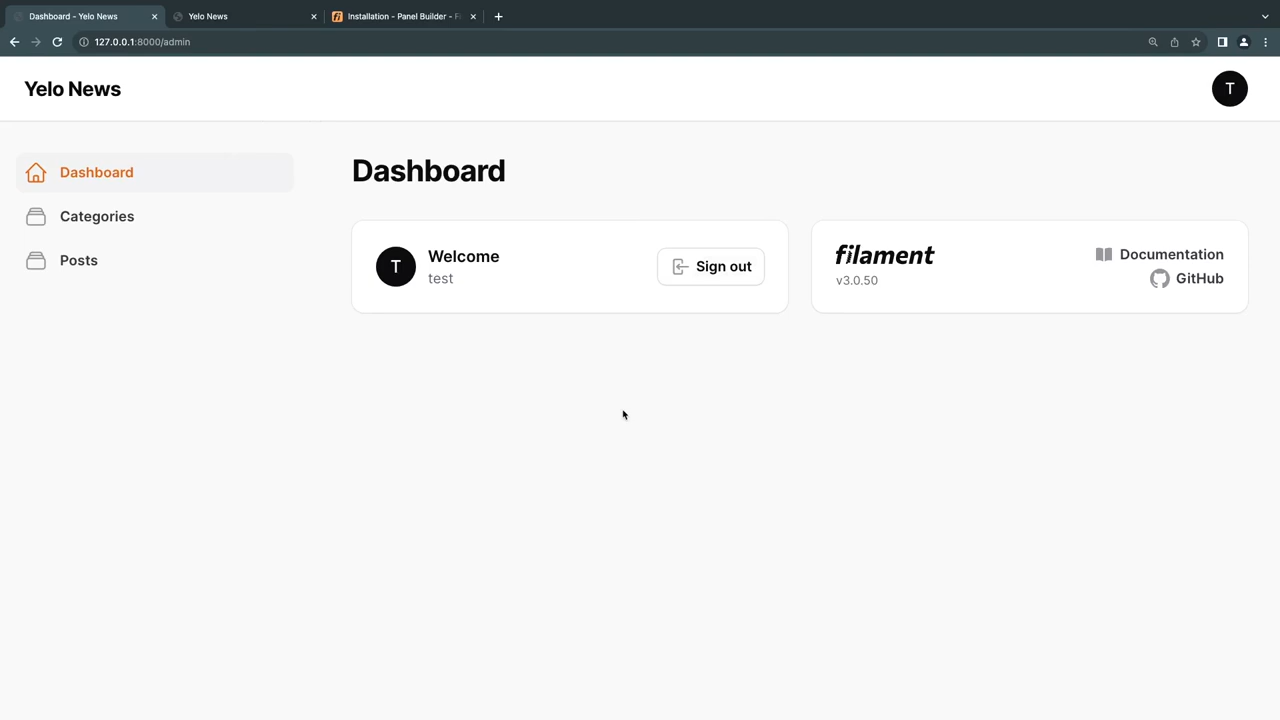 Dashboard - Yelo News
Yelo News
Installation - Panel Builder - F
127.0.0.1:8000/admin
Yelo News
T
Dashboard
Categories
Posts
Dashboard
T
Welcome
test
Sign out
filament
v3.0.50
Documentation
GitHub